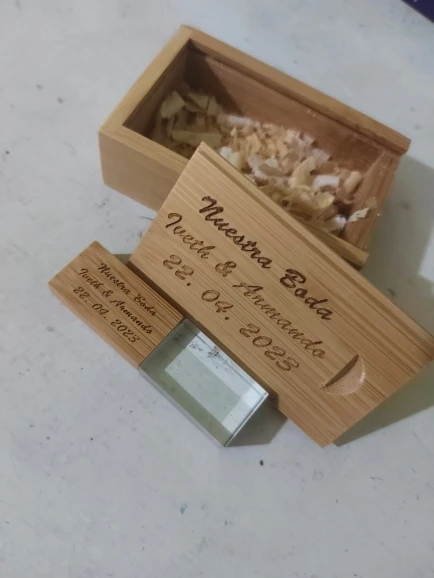 Nuestra Boda
Iveth & Armando
22. 04. 2023
Nuestra Boda
Iveth & Armando
22. 04. 2023